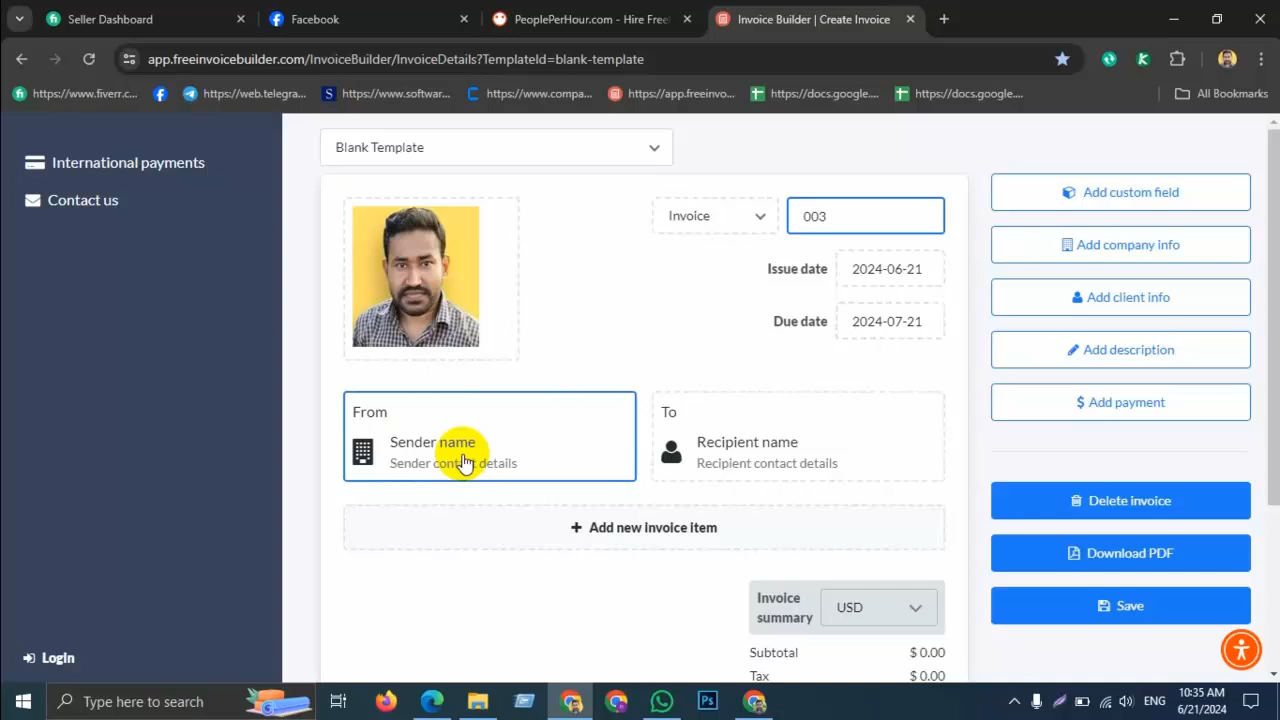 Seller Dashboard
Facebook
PeoplePerHour.com - Hire Free
Invoice Builder | Create Invoice
app.freeinvoicebuilder.com/InvoiceBuilder/InvoiceDetails?TemplateId=blank-template
https://www.fiverr.c...
https://web.telegra...
https://www.softwar...
https://www.compa...
https://app.freeinvo...
https://docs.google....
https://docs.google....
All Bookmarks
International payments
Contact us
Login
Blank Template
Invoice
003
Issue date
2024-06-21
Due date
2024-07-21
From
Sender name
Sender contact details
To
Recipient name
Recipient contact details
+ Add new invoice item
Invoice
summary
USD
Subtotal
$ 0.00
Tax
$ 0.00
Add custom field
Add company info
Add client info
Add description
$ Add payment
Delete invoice
Download PDF
Save
Type here to search
Ps
ENG
10:35 AM
6/21/2024